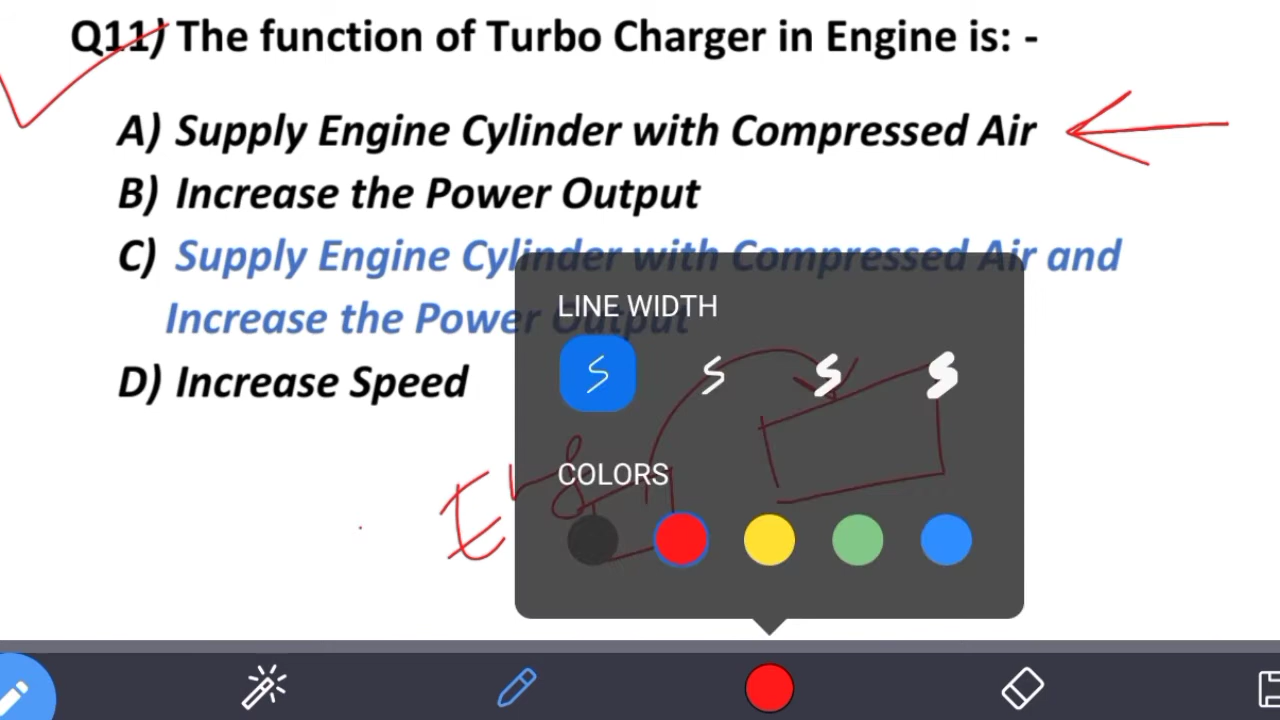 Q11) The function of Turbo Charger in Engine is: -
A) Supply Engine Cylinder with Compressed Air
B) Increase the Power Output
C) Supply Engine Cylinder with Compressed Air and
Increase the Power Output
D) Increase Speed
LINE WIDTH
COLORS